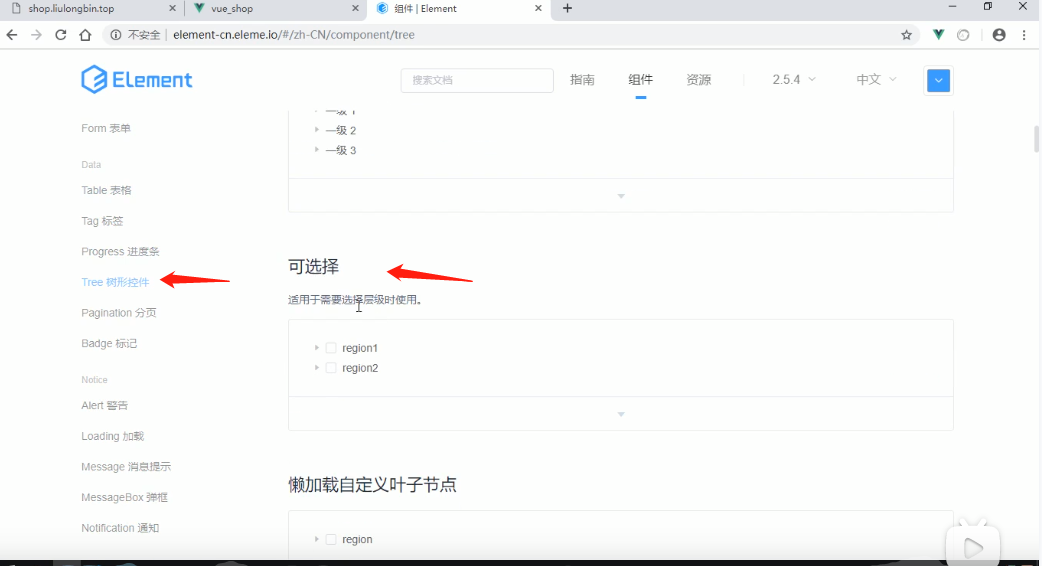 shop.liulongbin.top
vue_shop
组件 | Element
不安全 | element-cn.eleme.io/#/zh-CN/component/tree
Element
搜索文档
指南
组件
资源
2.5.4
中文
Form 表单
Data
Table 表格
Tag 标签
Progress 进度条
Tree 树形控件
Pagination 分页
Badge 标记
Notice
Alert 警告
Loading 加载
Message 消息提示
MessageBox 弹框
Notification 通知
一级 1
一级 2
一级 3
可选择
适用于需要选择层级时使用。
region1
region2
懒加载自定义叶子节点
region